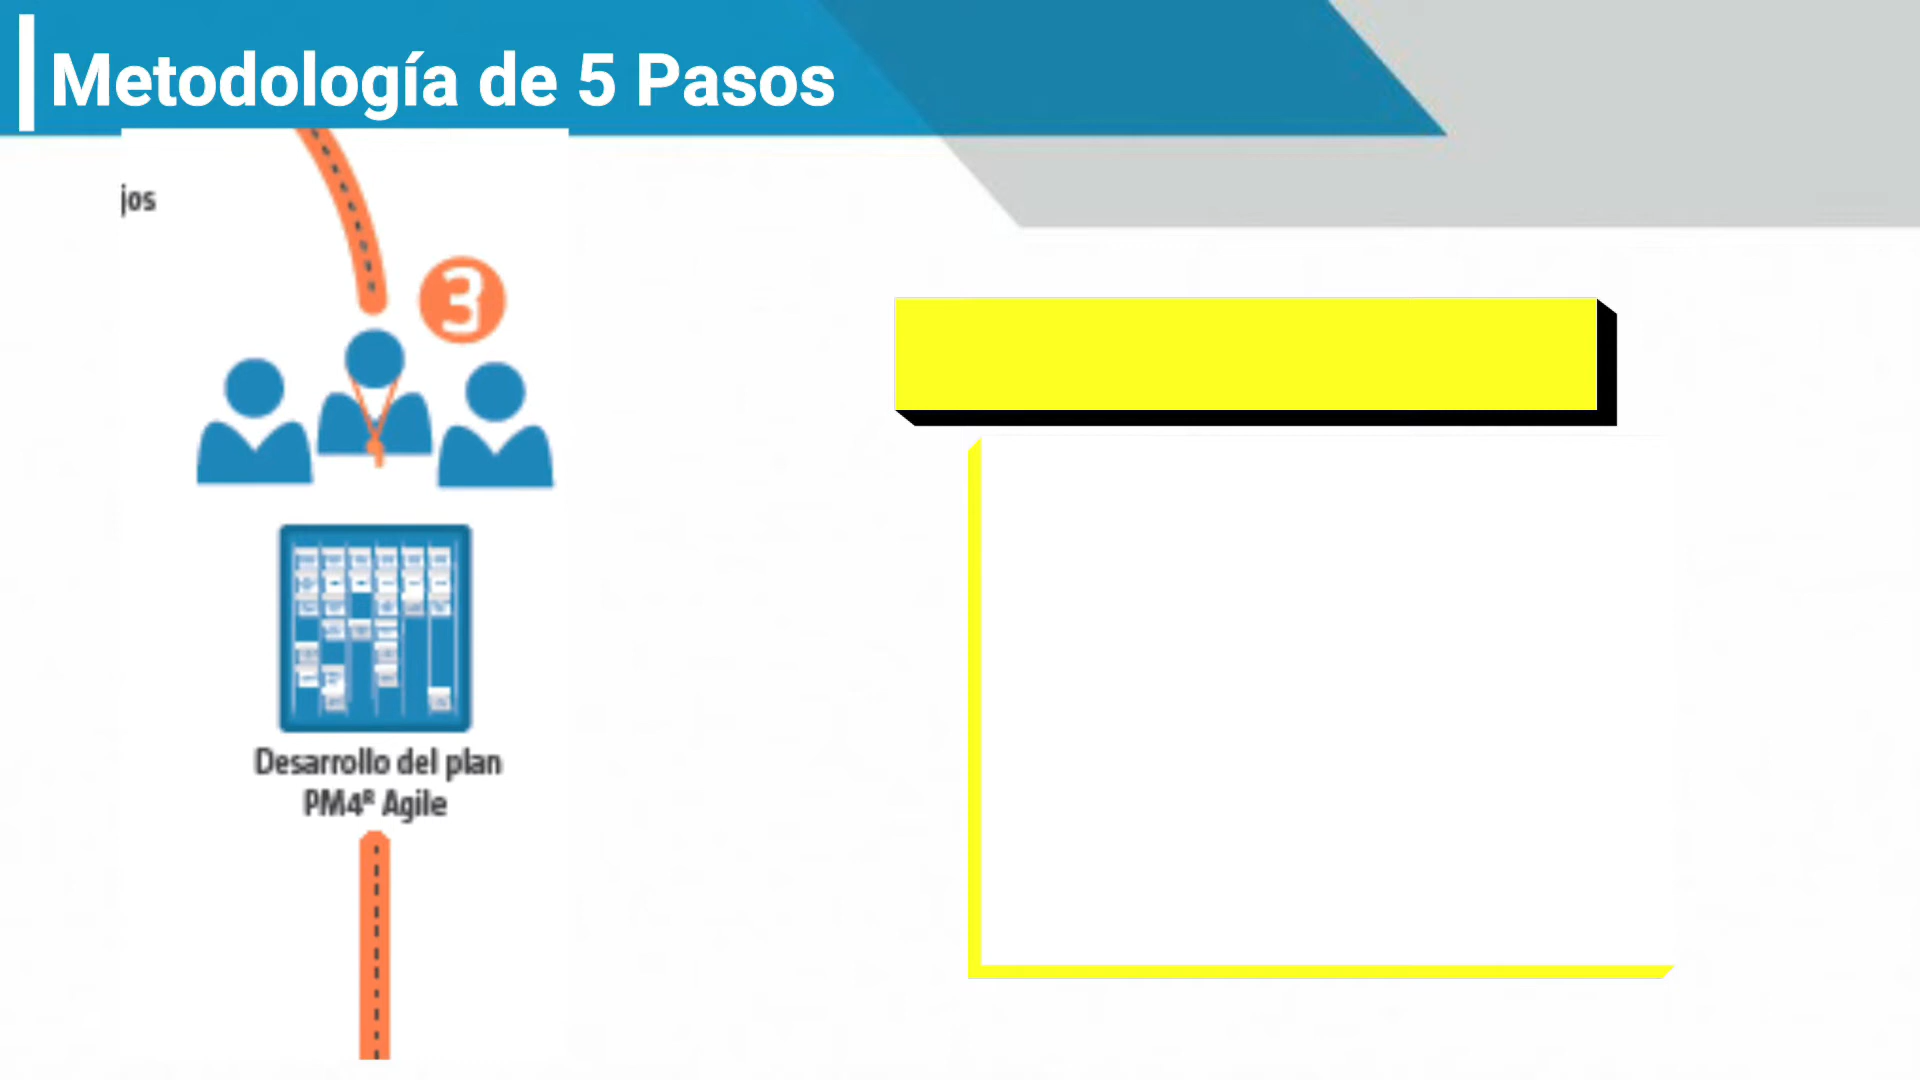 Metodología de 5 Pasos
jos
3
Desarrollo del plan
PM4ᴿ Agile